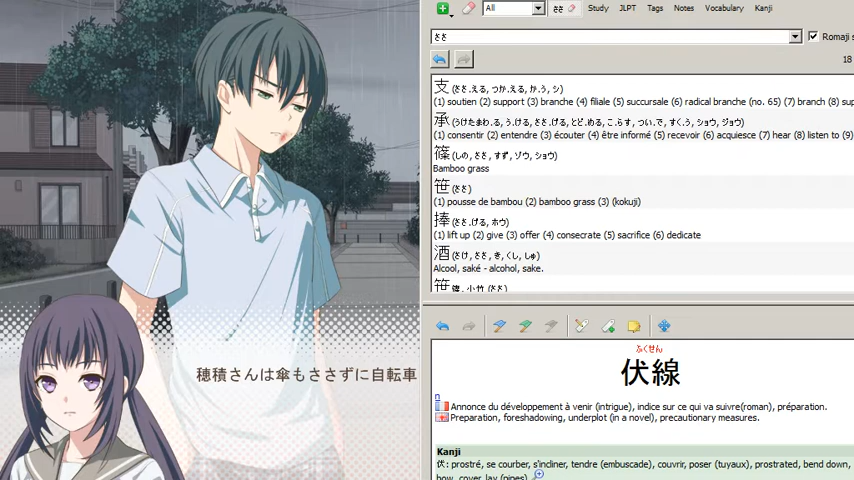 All
ささ
Study
JLPT
Tags
Notes
Vocabulary
Kanji
ささ
Romaji s
18
支 (ささ.える, つか.える, か.う, シ)
(1) soutien (2) support (3) branche (4) filiale (5) succursale (6) radical branche (no. 65) (7) branch (8) sup
承 (うけたまわ.る, う.ける, ささ.げる, とど.める, こ.らす, つい.で, すく.う, ショウ, ジョウ)
(1) consentir (2) entendre (3) écouter (4) être informé (5) recevoir (6) acquiesce (7) hear (8) listen to (9)
篠 (しの, ささ, すず, ゾウ, ショウ)
Bamboo grass
笹 (ささ)
(1) pousse de bambou (2) bamboo grass (3) (kokuji)
捧 (ささ.げる, ホウ)
(1) lift up (2) give (3) offer (4) consecrate (5) sacrifice (6) dedicate
酒 (さけ, ささ, き, くし, しゅ)
Alcool, saké - alcohol, sake.
笹 篠, 小竹 (ささ)
穂積さんは傘もささずに自転車
ふくせん
伏線
n
Annonce du développement à venir (intrigue), indice sur ce qui va suivre(roman), préparation.
Preparation, foreshadowing, underplot (in a novel), precautionary measures.
Kanji
伏: prostré, se courber, s'incliner, tendre (embuscade), couvrir, poser (tuyaux), prostrated, bend down,
bow, cover, lay (pipes)